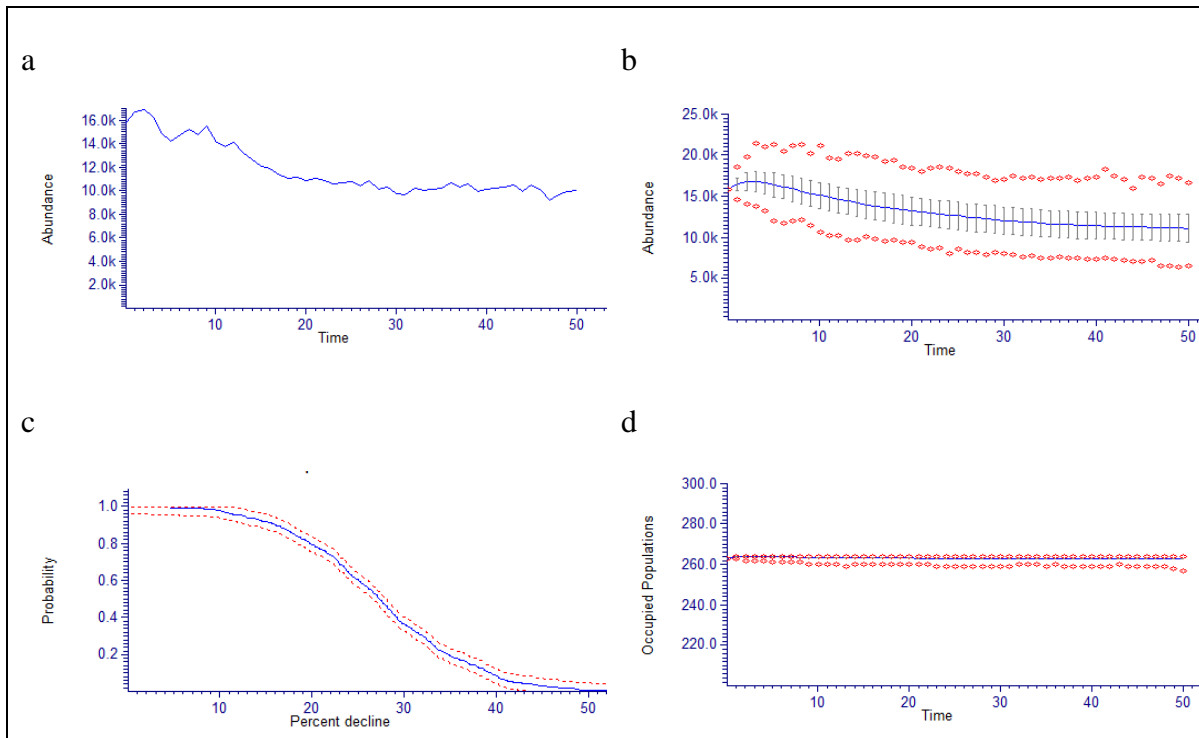 a
Abundance
16.0k
14.0k
12.0k
10.0k
8.0k
6.0k
4.0k
2.0k
10 20 30 40 50
Time
b
Abundance
25.0k
20.0k
15.0k
10.0k
5.0k
10 20 30 40 50
Time
c
Probability
1.0
0.8
0.6
0.4
0.2
10 20 30 40 50
Percent decline
d
Occupied Populations
300.0
280.0
260.0
240.0
220.0
10 20 30 40 50
Time